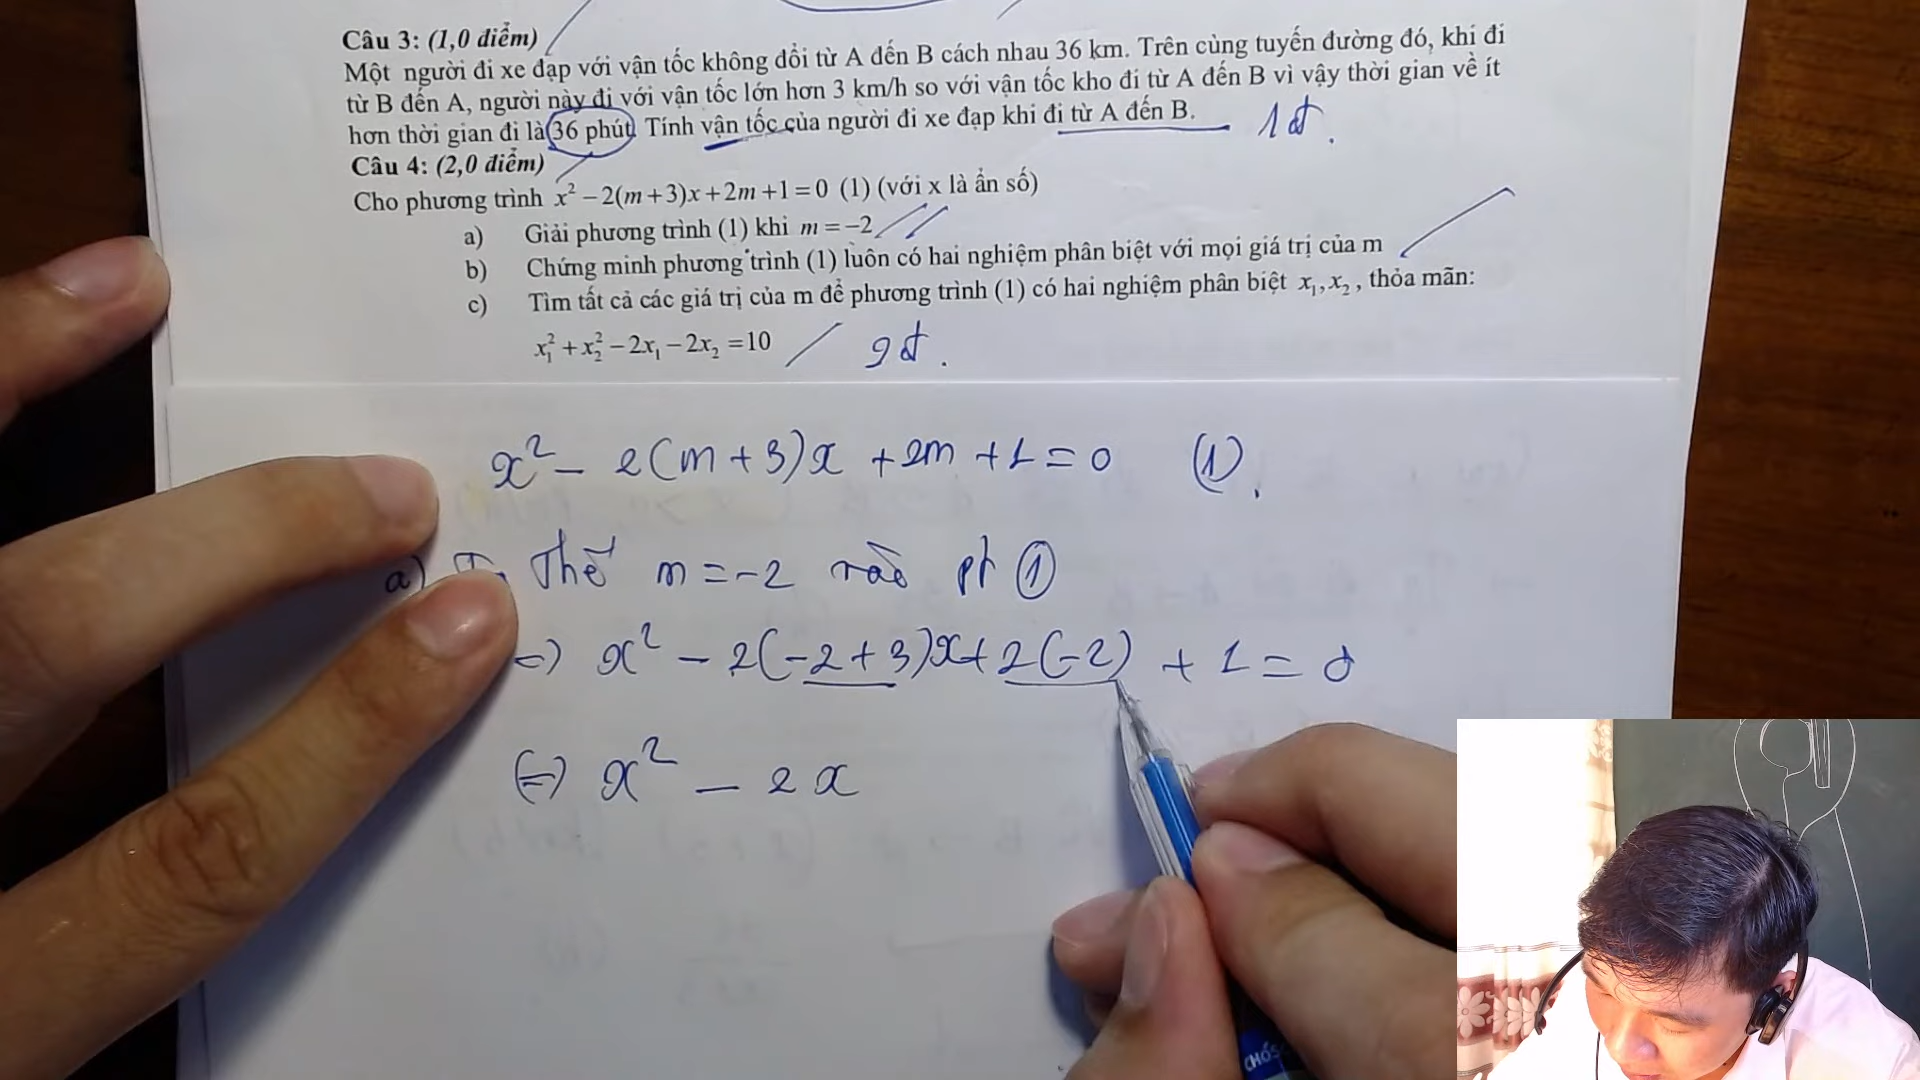 Câu 3: (1,0 điểm)
Một người đi xe đạp với vận tốc không đổi từ A đến B cách nhau 36 km. Trên cùng tuyến đường đó, khi đi
từ B đến A, người này đi với vận tốc lớn hơn 3 km/h so với vận tốc kho đi từ A đến B vì vậy thời gian về ít
hơn thời gian đi là 36 phút. Tính vận tốc của người đi xe đạp khi đi từ A đến B.
1đ.
Câu 4: (2,0 điểm)
Cho phương trình x² − 2(m+3)x + 2m + 1 = 0 (1) (với x là ẩn số)
a) Giải phương trình (1) khi m = −2
b) Chứng minh phương trình (1) luôn có hai nghiệm phân biệt với mọi giá trị của m
c) Tìm tất cả các giá trị của m để phương trình (1) có hai nghiệm phân biệt x₁, x₂, thỏa mãn:
x₁² + x₂² − 2x₁ − 2x₂ = 10
9đ.
x² − 2(m + 3)x + 2m + 1 = 0 (1).
a) Thế m = −2 vào pt ①
⇔ x² − 2(−2 + 3)x + 2(−2) + 1 = 0
⇔ x² − 2x
CHỐ